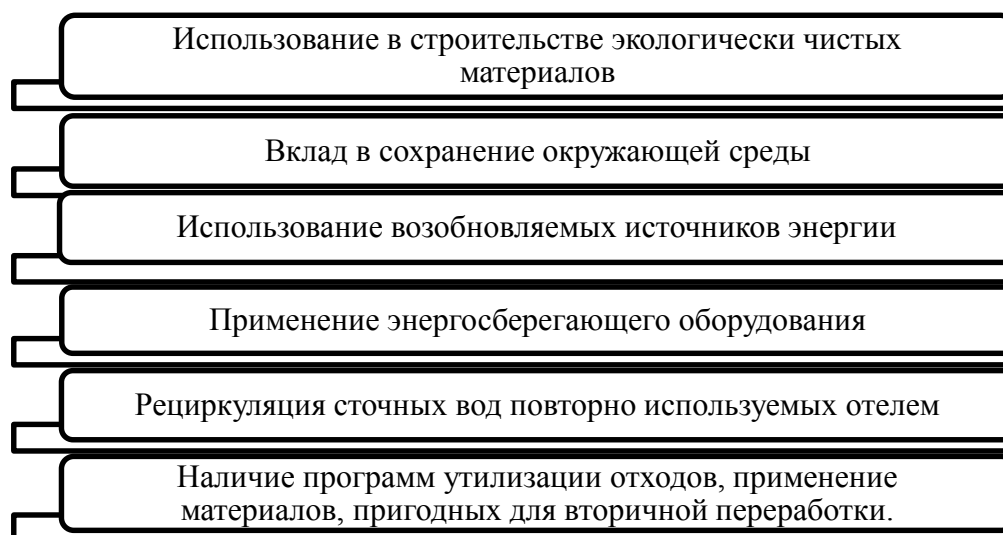 Использование в строительстве экологически чистых
материалов
Вклад в сохранение окружающей среды
Использование возобновляемых источников энергии
Применение энергосберегающего оборудования
Рециркуляция сточных вод повторно используемых отелем
Наличие программ утилизации отходов, применение
материалов, пригодных для вторичной переработки.